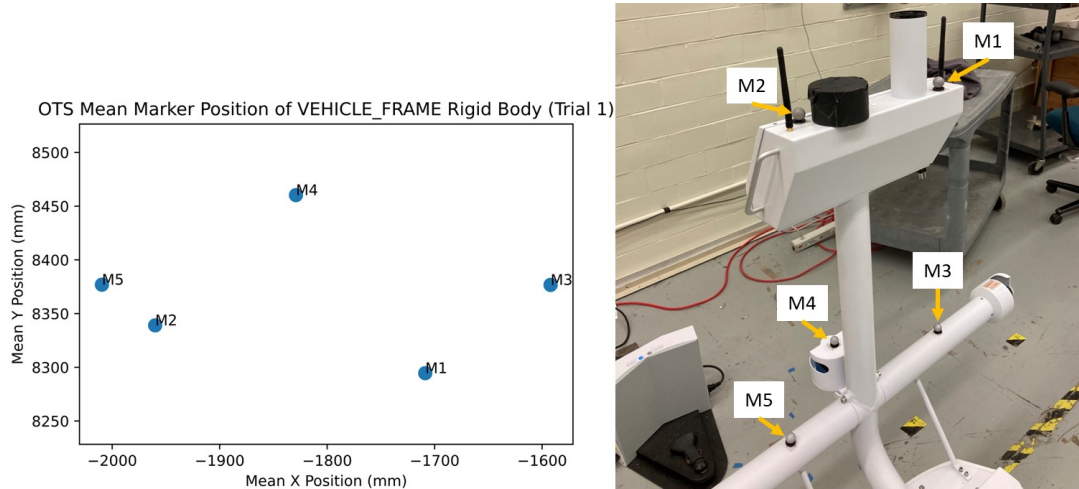 OTS Mean Marker Position of VEHICLE_FRAME Rigid Body (Trial 1)
8500
8450
8400
8350
8300
8250
Mean Y Position (mm)
M4
M5
M3
M2
M1
−2000
−1900
−1800
−1700
−1600
Mean X Position (mm)
M1
M2
M3
M4
M5